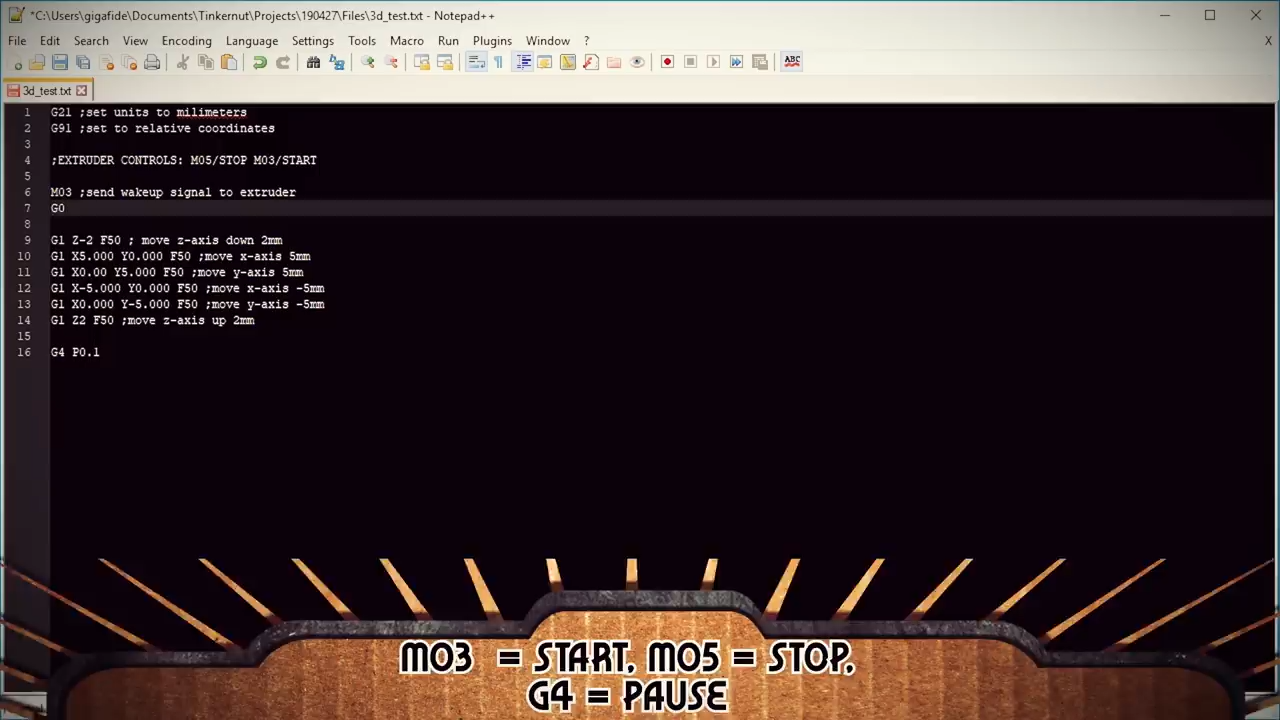 *C:\Users\gigafide\Documents\Tinkernut\Projects\190427\Files\3d_test.txt - Notepad++
File Edit Search View Encoding Language Settings Tools Macro Run Plugins Window ? X
ABC
3d_test.txt
1 G21 ;set units to milimeters
2 G91 ;set to relative coordinates
3
4 ;EXTRUDER CONTROLS: M05/STOP M03/START
5
6 M03 ;send wakeup signal to extruder
7 G0
8
9 G1 Z-2 F50 ; move z-axis down 2mm
10 G1 X5.000 Y0.000 F50 ;move x-axis 5mm
11 G1 X0.00 Y5.000 F50 ;move y-axis 5mm
12 G1 X-5.000 Y0.000 F50 ;move x-axis -5mm
13 G1 X0.000 Y-5.000 F50 ;move y-axis -5mm
14 G1 Z2 F50 ;move z-axis up 2mm
15
16 G4 P0.1
M03 = START, M05 = STOP,
G4 = PAUSE